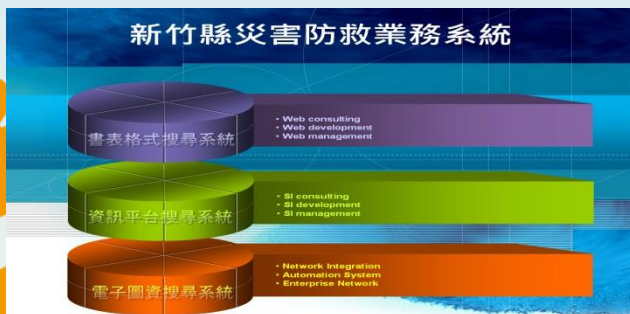 新竹縣災害防救業務系統
書表格式搜尋系統
• Web consulting
• Web development
• Web management
資訊平台搜尋系統
• SI consulting
• SI development
• SI management
電子圖資搜尋系統
• Network Integration
• Automation System
• Enterprise Network